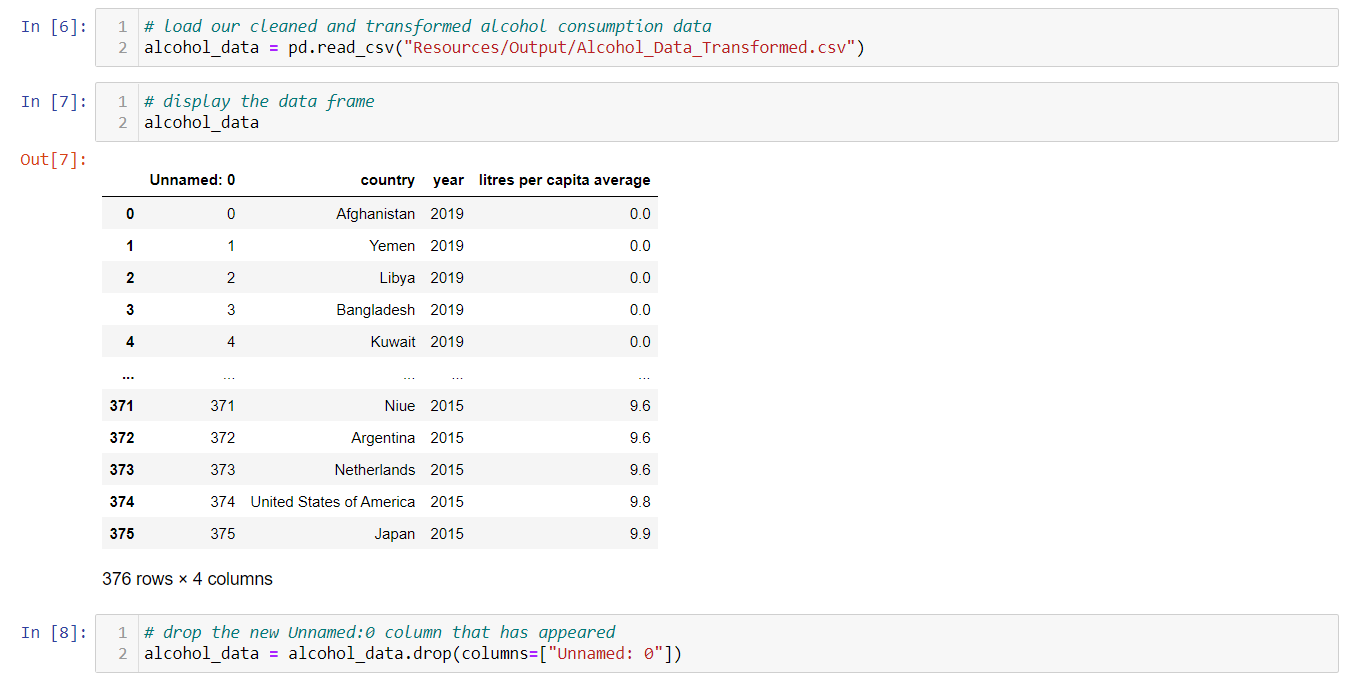 In [6]:
1 # load our cleaned and transformed alcohol consumption data
2 alcohol_data = pd.read_csv("Resources/Output/Alcohol_Data_Transformed.csv")
In [7]:
1 # display the data frame
2 alcohol_data
Out[7]:
Unnamed: 0 country year litres per capita average
0 0 Afghanistan 2019 0.0
1 1 Yemen 2019 0.0
2 2 Libya 2019 0.0
3 3 Bangladesh 2019 0.0
4 4 Kuwait 2019 0.0
... ... ... ... ...
371 371 Niue 2015 9.6
372 372 Argentina 2015 9.6
373 373 Netherlands 2015 9.6
374 374 United States of America 2015 9.8
375 375 Japan 2015 9.9
376 rows × 4 columns
In [8]:
1 # drop the new Unnamed:0 column that has appeared
2 alcohol_data = alcohol_data.drop(columns=["Unnamed: 0"])